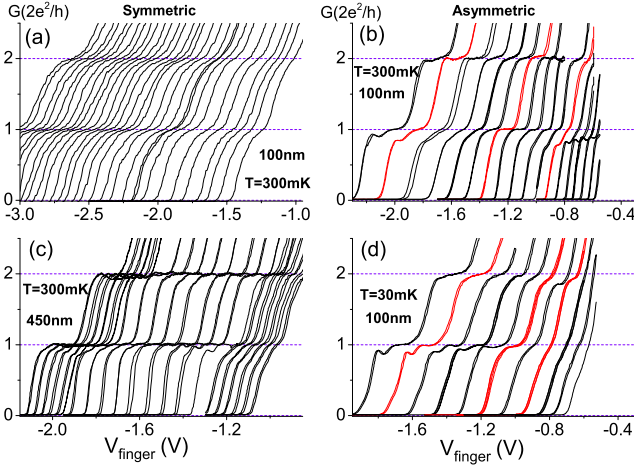 G(2e²/h) Symmetric G(2e²/h) Asymmetric
(a) (b)
2 2
T=300mK
100nm
1 1
100nm
T=300mK
0 0
-3.0 -2.5 -2.0 -1.5 -1.0 -2.0 -1.6 -1.2 -0.8 -0.4
(c) (d)
2 2
T=300mK T=30mK
450nm 100nm
1 1
0 0
-2.0 -1.6 -1.2 -1.6 -1.2 -0.8 -0.4
V_finger (V) V_finger (V)